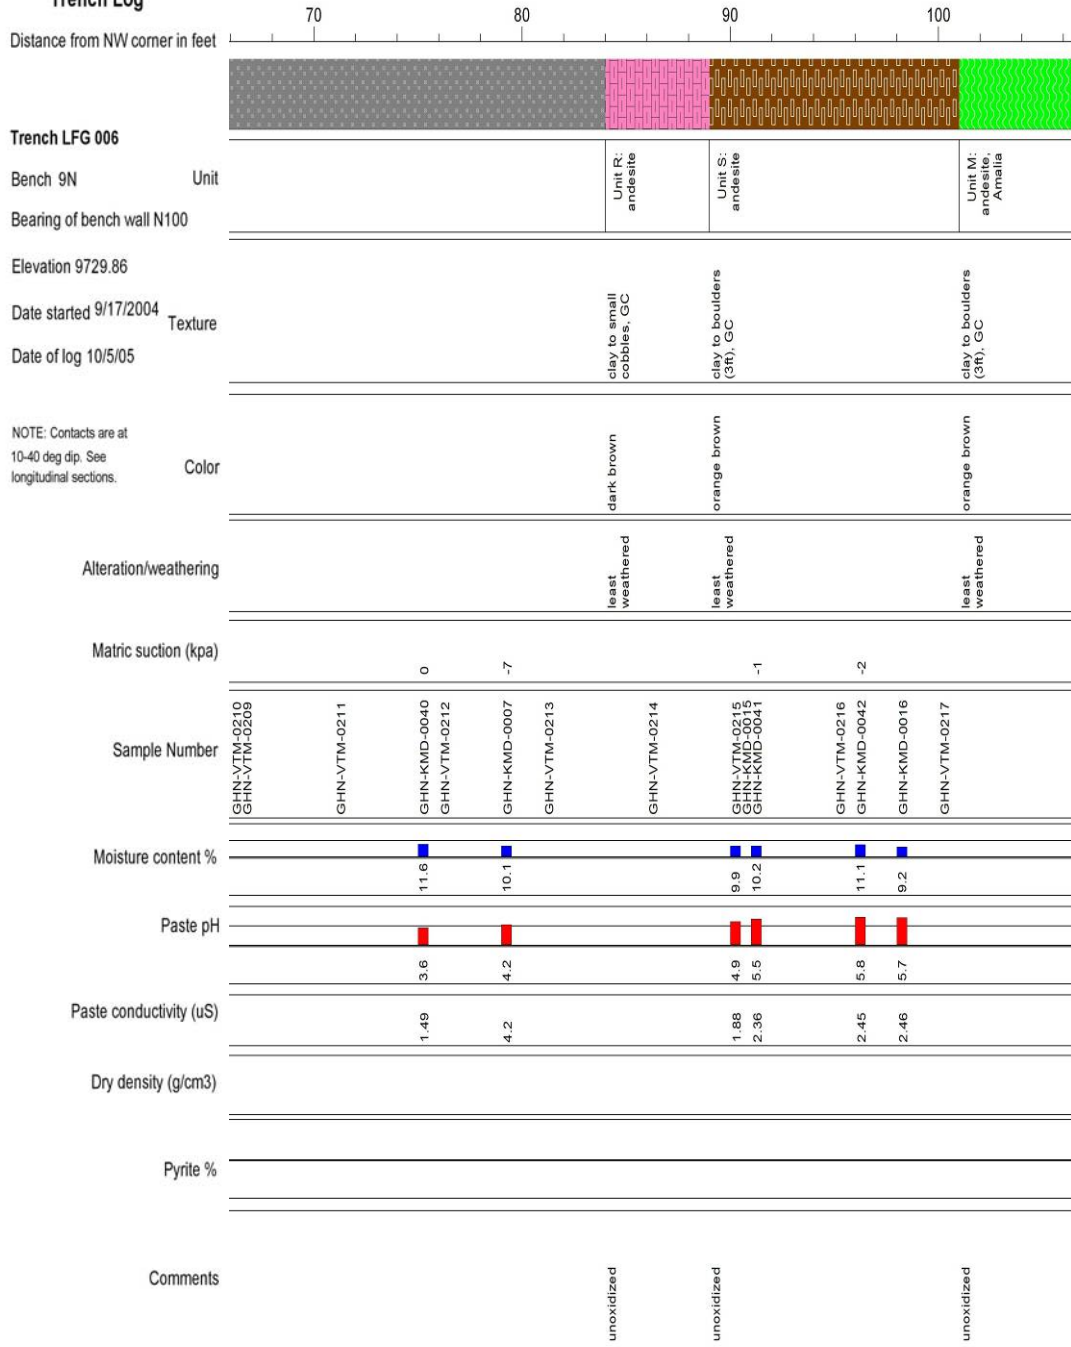 Trench Log
70 80 90 100
Distance from NW corner in feet
Trench LFG 006
Bench 9N
Unit
Bearing of bench wall N100
Unit R:
andesite
Unit S:
andesite
Unit M:
andesite,
Amalia
Elevation 9729.86
Date started 9/17/2004
Texture
Date of log 10/5/05
clay to small
cobbles, GC
clay to boulders
(3ft), GC
clay to boulders
(3ft), GC
NOTE: Contacts are at
10-40 deg dip. See
longitudinal sections.
Color
dark brown
orange brown
orange brown
Alteration/weathering
least
weathered
least
weathered
least
weathered
Matric suction (kpa)
0
-7
-1
-2
Sample Number
GHN-VTM-0210
GHN-VTM-0209
GHN-VTM-0211
GHN-KMD-0040
GHN-VTM-0212
GHN-KMD-0007
GHN-VTM-0213
GHN-VTM-0214
GHN-VTM-0215
GHN-KMD-0015
GHN-KMD-0041
GHN-VTM-0216
GHN-KMD-0042
GHN-KMD-0016
GHN-VTM-0217
Moisture content %
11.6
10.1
9.9
10.2
11.1
9.2
Paste pH
3.6
4.2
4.9
5.5
5.8
5.7
Paste conductivity (uS)
1.49
4.2
1.88
2.36
2.45
2.46
Dry density (g/cm3)
Pyrite %
Comments
unoxidized
unoxidized
unoxidized